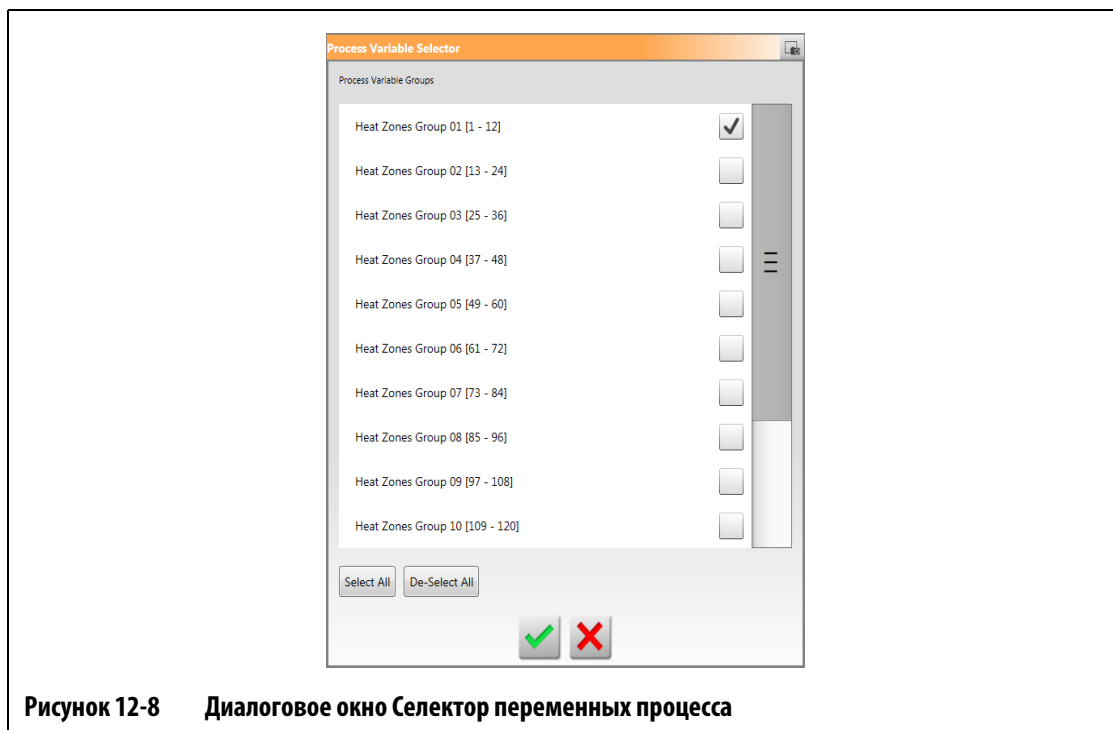 Process Variable Selector
Process Variable Groups
Heat Zones Group 01 [1 - 12]
Heat Zones Group 02 [13 - 24]
Heat Zones Group 03 [25 - 36]
Heat Zones Group 04 [37 - 48]
Heat Zones Group 05 [49 - 60]
Heat Zones Group 06 [61 - 72]
Heat Zones Group 07 [73 - 84]
Heat Zones Group 08 [85 - 96]
Heat Zones Group 09 [97 - 108]
Heat Zones Group 10 [109 - 120]
Select All De-Select All
Рисунок 12-8 Диалоговое окно Селектор переменных процесса